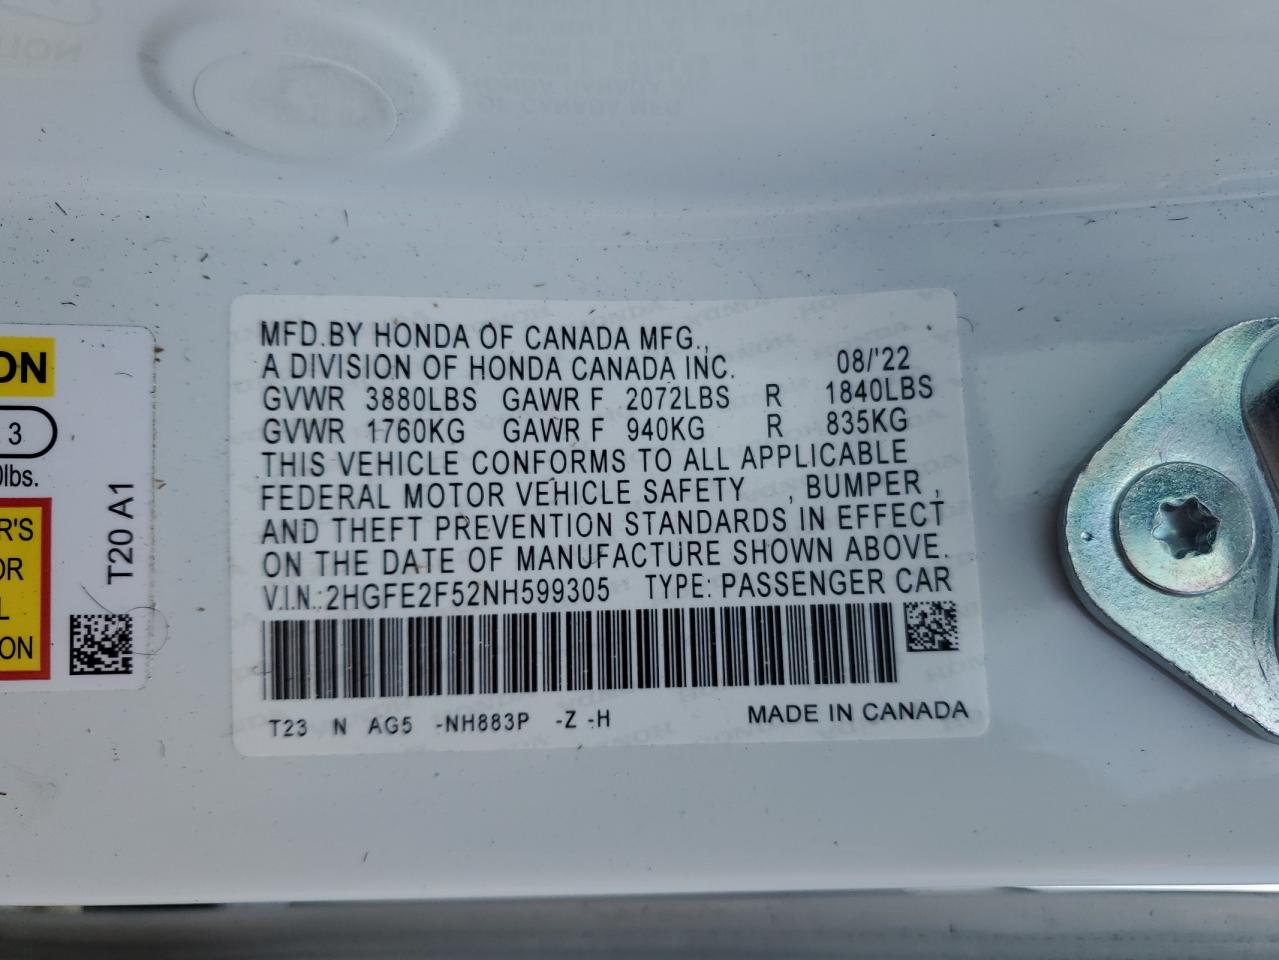 MFD.BY HONDA OF CANADA MFG.,
A DIVISION OF HONDA CANADA INC. 08/'22
GVWR 3880LBS GAWR F 2072LBS R 1840LBS
GVWR 1760KG GAWR F 940KG R 835KG
THIS VEHICLE CONFORMS TO ALL APPLICABLE
FEDERAL MOTOR VEHICLE SAFETY , BUMPER ,
AND THEFT PREVENTION STANDARDS IN EFFECT
ON THE DATE OF MANUFACTURE SHOWN ABOVE.
V.I.N.:2HGFE2F52NH599305 TYPE: PASSENGER CAR
T23 N AG5 -NH883P -Z -H MADE IN CANADA
ON
3
0lbs.
R'S
OR
L
ON
T20 A1